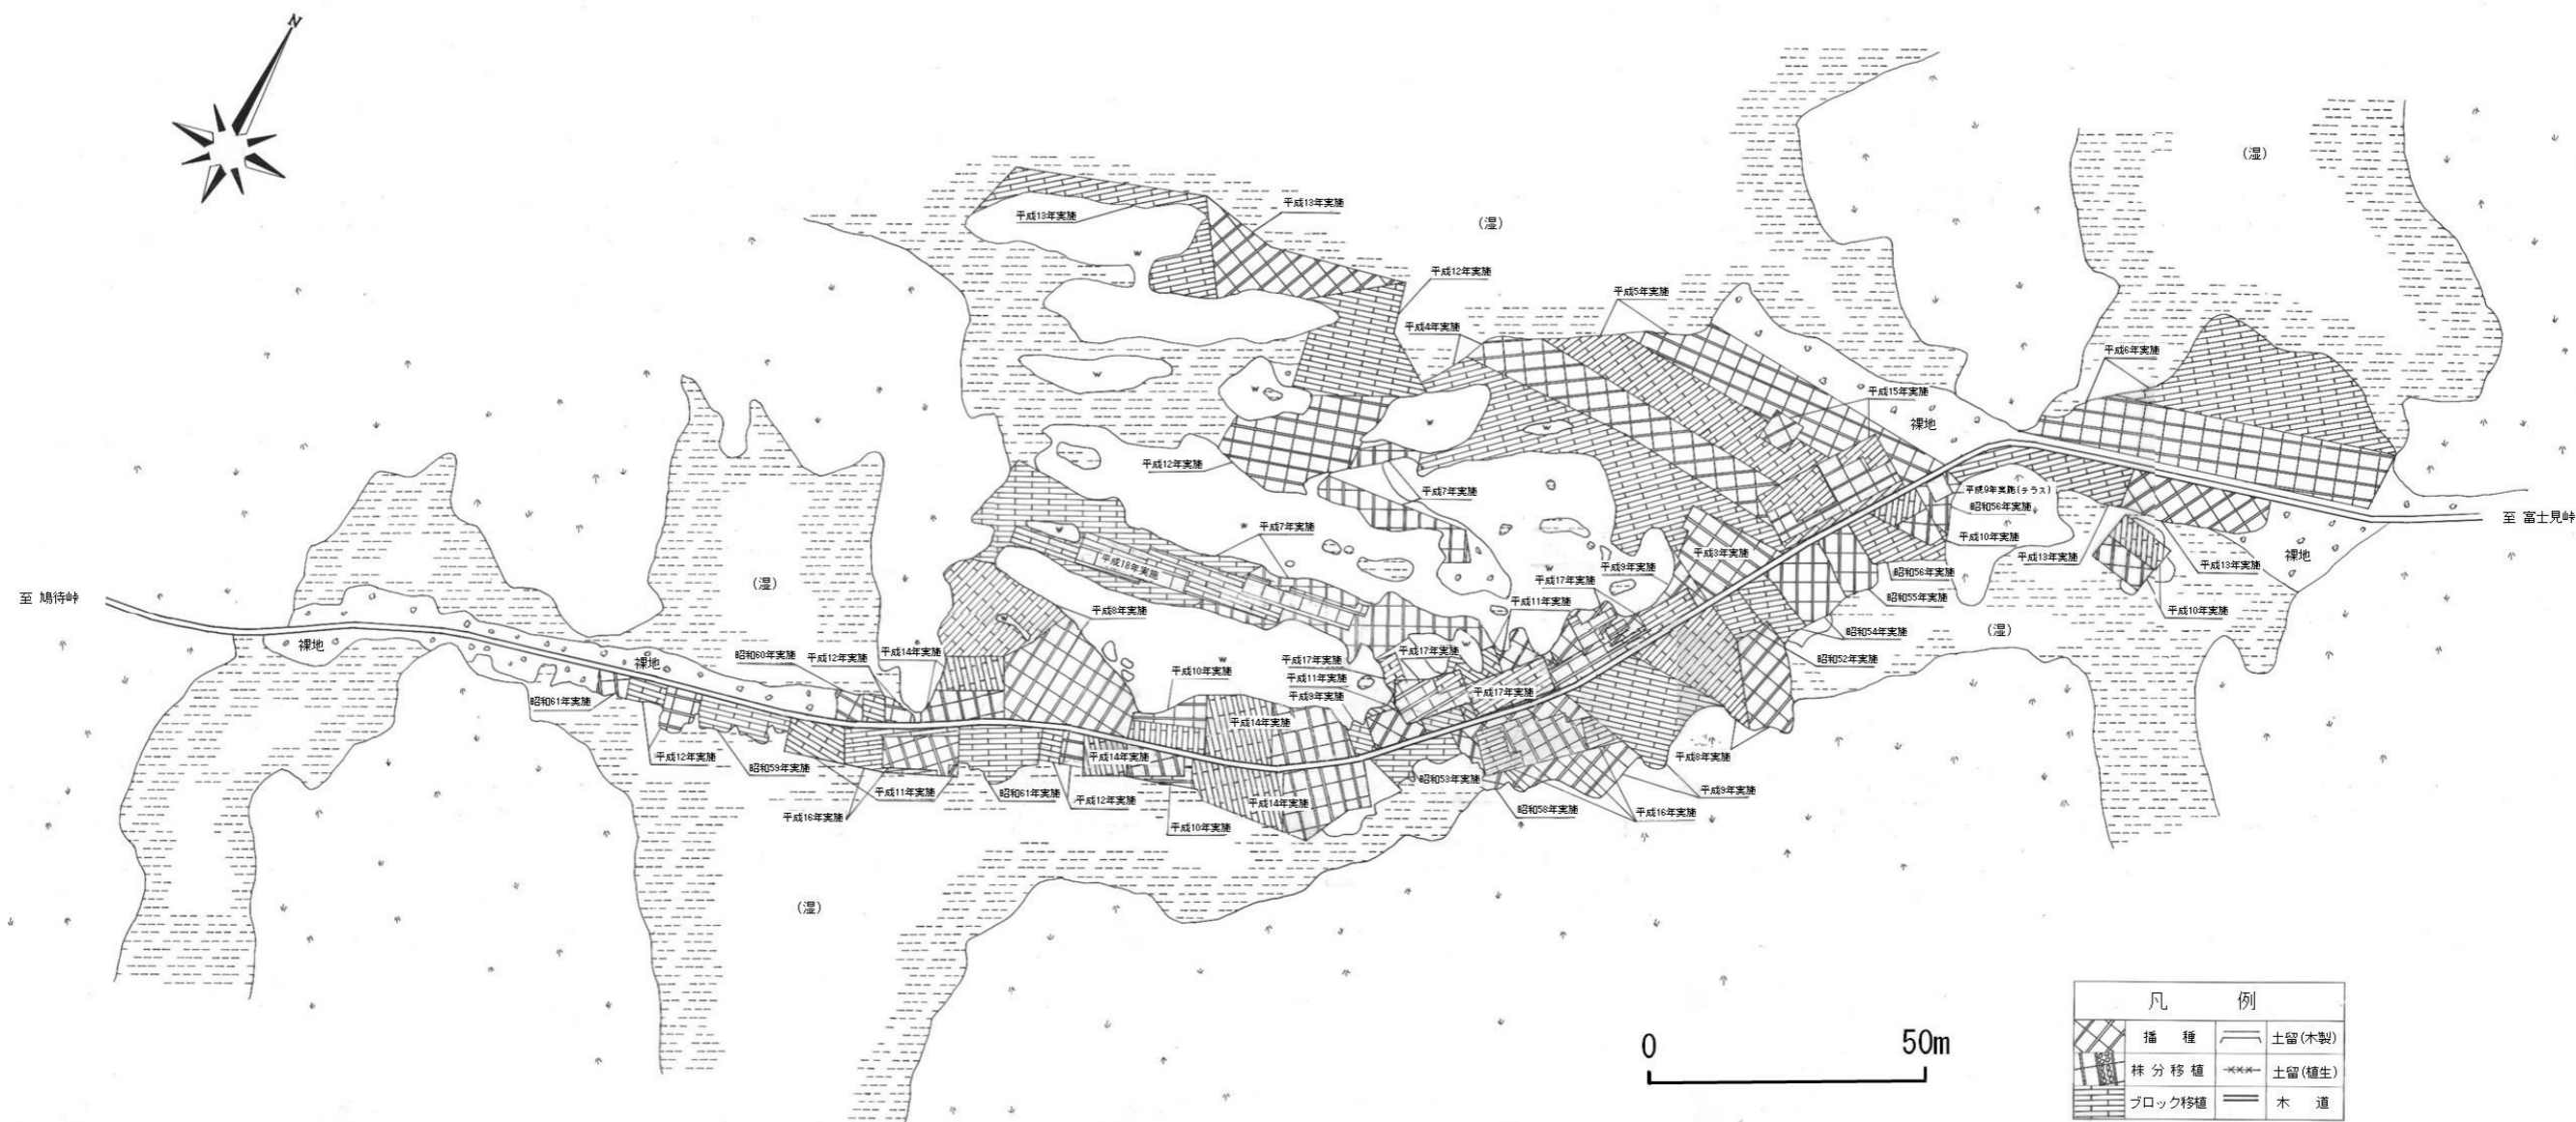 N
(湿)
平成13年実施
平成13年実施
(湿)
平成12年実施
平成5年実施
平成4年実施
平成6年実施
平成15年実施
裸地
平成12年実施
平成7年実施
平成9年実施(テラス)
昭和56年実施
至 富士見峠
平成7年実施
平成10年実施
平成3年実施
平成13年実施
裸地
平成18年実施
平成17年実施
平成9年実施
昭和56年実施
平成13年実施
(湿)
至 鳩待峠
平成8年実施
平成11年実施
昭和55年実施
平成10年実施
(湿)
昭和54年実施
裸地
裸地
昭和60年実施
平成12年実施
平成14年実施
平成17年実施
平成17年実施
昭和52年実施
平成10年実施
平成11年実施
平成9年実施
平成17年実施
昭和61年実施
平成14年実施
平成12年実施
昭和59年実施
平成14年実施
平成8年実施
昭和53年実施
平成11年実施
昭和61年実施
平成12年実施
平成14年実施
平成9年実施
平成16年実施
平成10年実施
昭和58年実施
平成16年実施
(湿)
0 50m
凡 例
播 種 土留(木製)
株分移植 土留(植生)
ブロック移植 木 道